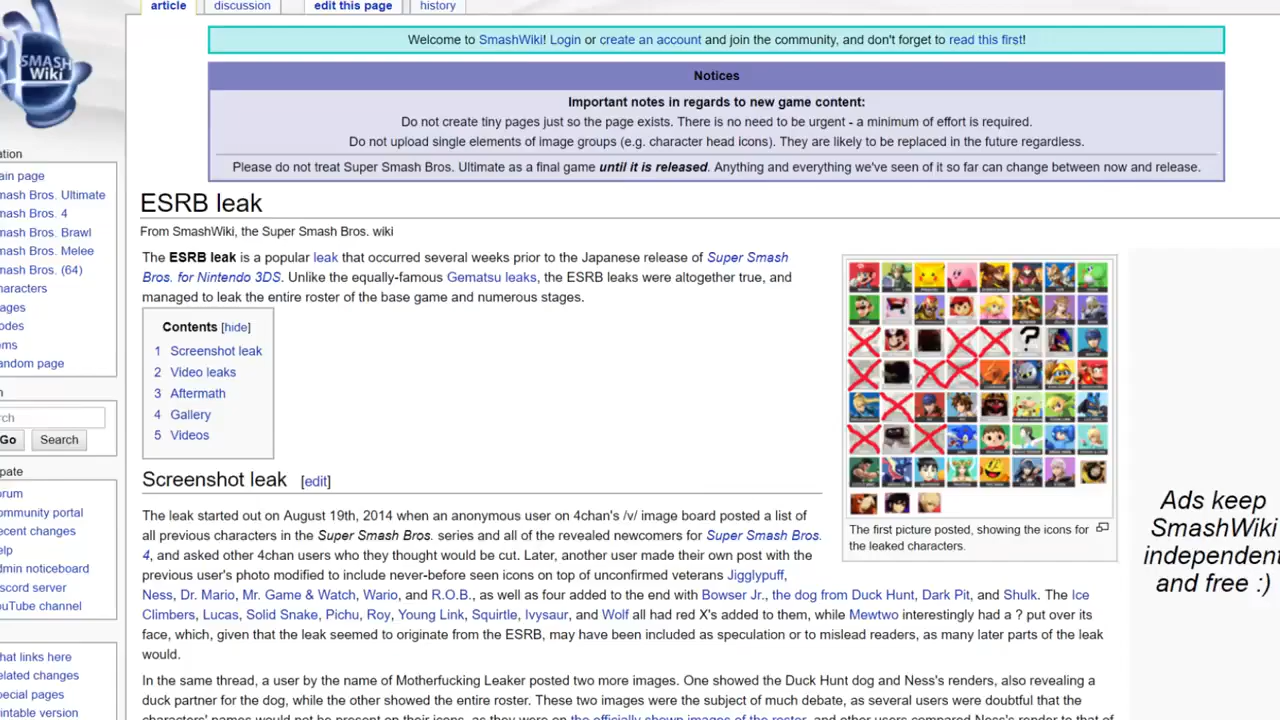 article
discussion
edit this page
history
SMASH
Wiki
Welcome to SmashWiki! Login or create an account and join the community, and don't forget to read this first!
Notices
Important notes in regards to new game content:
Do not create tiny pages just so the page exists. There is no need to be urgent - a minimum of effort is required.
Do not upload single elements of image groups (e.g. character head icons). They are likely to be replaced in the future regardless.
Please do not treat Super Smash Bros. Ultimate as a final game until it is released. Anything and everything we've seen of it so far can change between now and release.
ation
ain page
mash Bros. Ultimate
mash Bros. 4
mash Bros. Brawl
mash Bros. Melee
mash Bros. (64)
haracters
ages
odes
ems
andom page
h
rch
Go
Search
pate
orum
ommunity portal
ecent changes
elp
dmin noticeboard
scord server
ouTube channel
hat links here
elated changes
pecial pages
rintable version
ESRB leak
From SmashWiki, the Super Smash Bros. wiki
The ESRB leak is a popular leak that occurred several weeks prior to the Japanese release of Super Smash
Bros. for Nintendo 3DS. Unlike the equally-famous Gematsu leaks, the ESRB leaks were altogether true, and
managed to leak the entire roster of the base game and numerous stages.
Contents [hide]
1 Screenshot leak
2 Video leaks
3 Aftermath
4 Gallery
5 Videos
The first picture posted, showing the icons for
the leaked characters.
Screenshot leak [edit]
The leak started out on August 19th, 2014 when an anonymous user on 4chan's /v/ image board posted a list of
all previous characters in the Super Smash Bros. series and all of the revealed newcomers for Super Smash Bros.
4, and asked other 4chan users who they thought would be cut. Later, another user made their own post with the
previous user's photo modified to include never-before seen icons on top of unconfirmed veterans Jigglypuff,
Ness, Dr. Mario, Mr. Game & Watch, Wario, and R.O.B., as well as four added to the end with Bowser Jr., the dog from Duck Hunt, Dark Pit, and Shulk. The Ice
Climbers, Lucas, Solid Snake, Pichu, Roy, Young Link, Squirtle, Ivysaur, and Wolf all had red X's added to them, while Mewtwo interestingly had a ? put over its
face, which, given that the leak seemed to originate from the ESRB, may have been included as speculation or to mislead readers, as many later parts of the leak
would.
In the same thread, a user by the name of Motherfucking Leaker posted two more images. One showed the Duck Hunt dog and Ness's renders, also revealing a
duck partner for the dog, while the other showed the entire roster. These two images were the subject of much debate, as several users were doubtful that the
characters' names would not be present on their icons, as they were on the officially shown images of the roster, and other users compared Ness's render to that of
Ads keep
SmashWiki
independent
and free :)